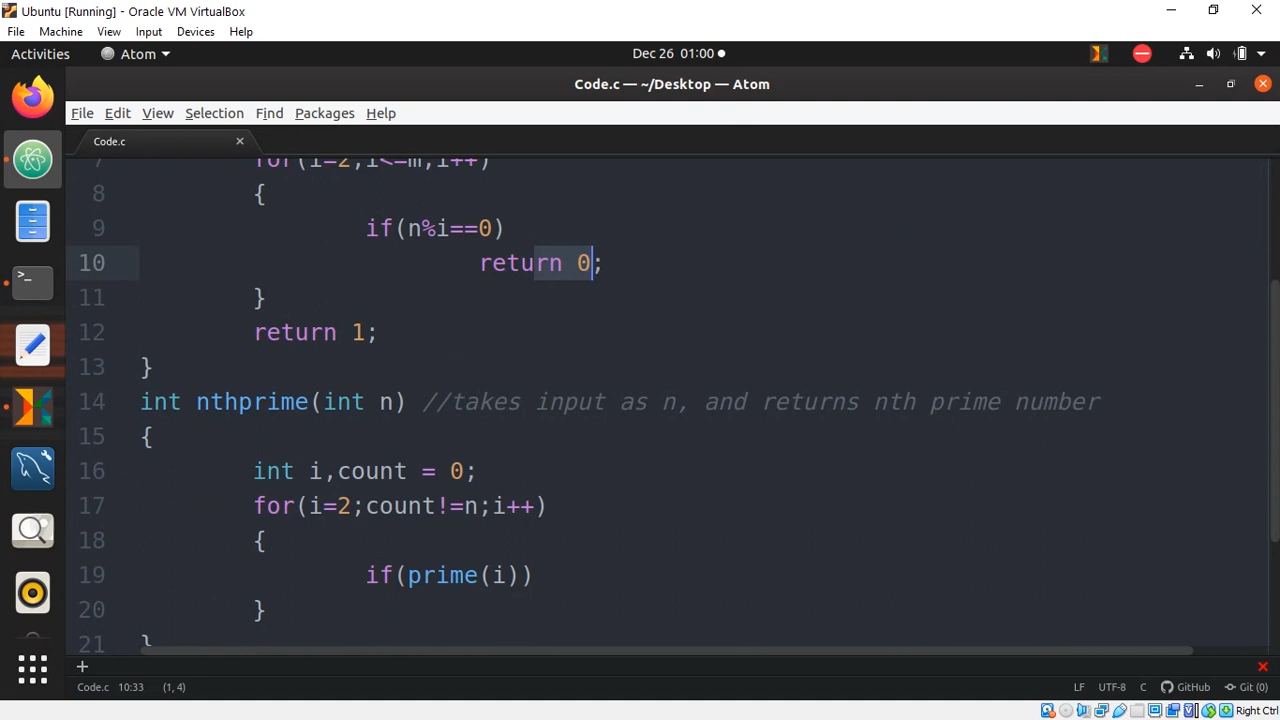 Ubuntu [Running] - Oracle VM VirtualBox
File Machine View Input Devices Help
Activities Atom Dec 26 01:00
Code.c — ~/Desktop — Atom
File Edit View Selection Find Packages Help
Code.c
7 for(i=2,i<=m,i++)
8 {
9 if(n%i==0)
10 return 0;
11 }
12 return 1;
13 }
14 int nthprime(int n) //takes input as n, and returns nth prime number
15 {
16 int i,count = 0;
17 for(i=2;count!=n;i++)
18 {
19 if(prime(i))
20 }
21 }
Code.c 10:33 (1, 4) LF UTF-8 C GitHub Git (0)
Right Ctrl